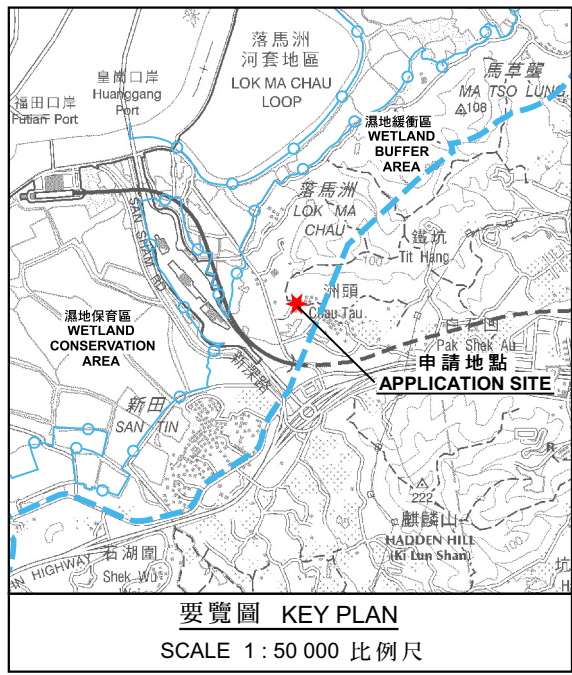 落馬洲
河套地區
LOK MA CHAU
LOOP
皇崗口岸
Huanggang
Port
福田口岸
Futian Port
馬草壟
MA TSO LUNG
108
濕地緩衝區
WETLAND
BUFFER
AREA
落馬洲
LOK MA
CHAU
SAN SHAM RD
鐵坑
Tit Hang
100
洲頭
Chau Tau
濕地保育區
WETLAND
CONSERVATION
AREA
Pak Shek Au
新深路
申請地點
APPLICATION SITE
新田
SAN TIN
R
222
麒麟山
HADDEN HILL
(Ki Lun Shan)
100
石湖圍
Shek Wu
HIGHWAY
坑
要覽圖 KEY PLAN
SCALE 1 : 50 000 比例尺